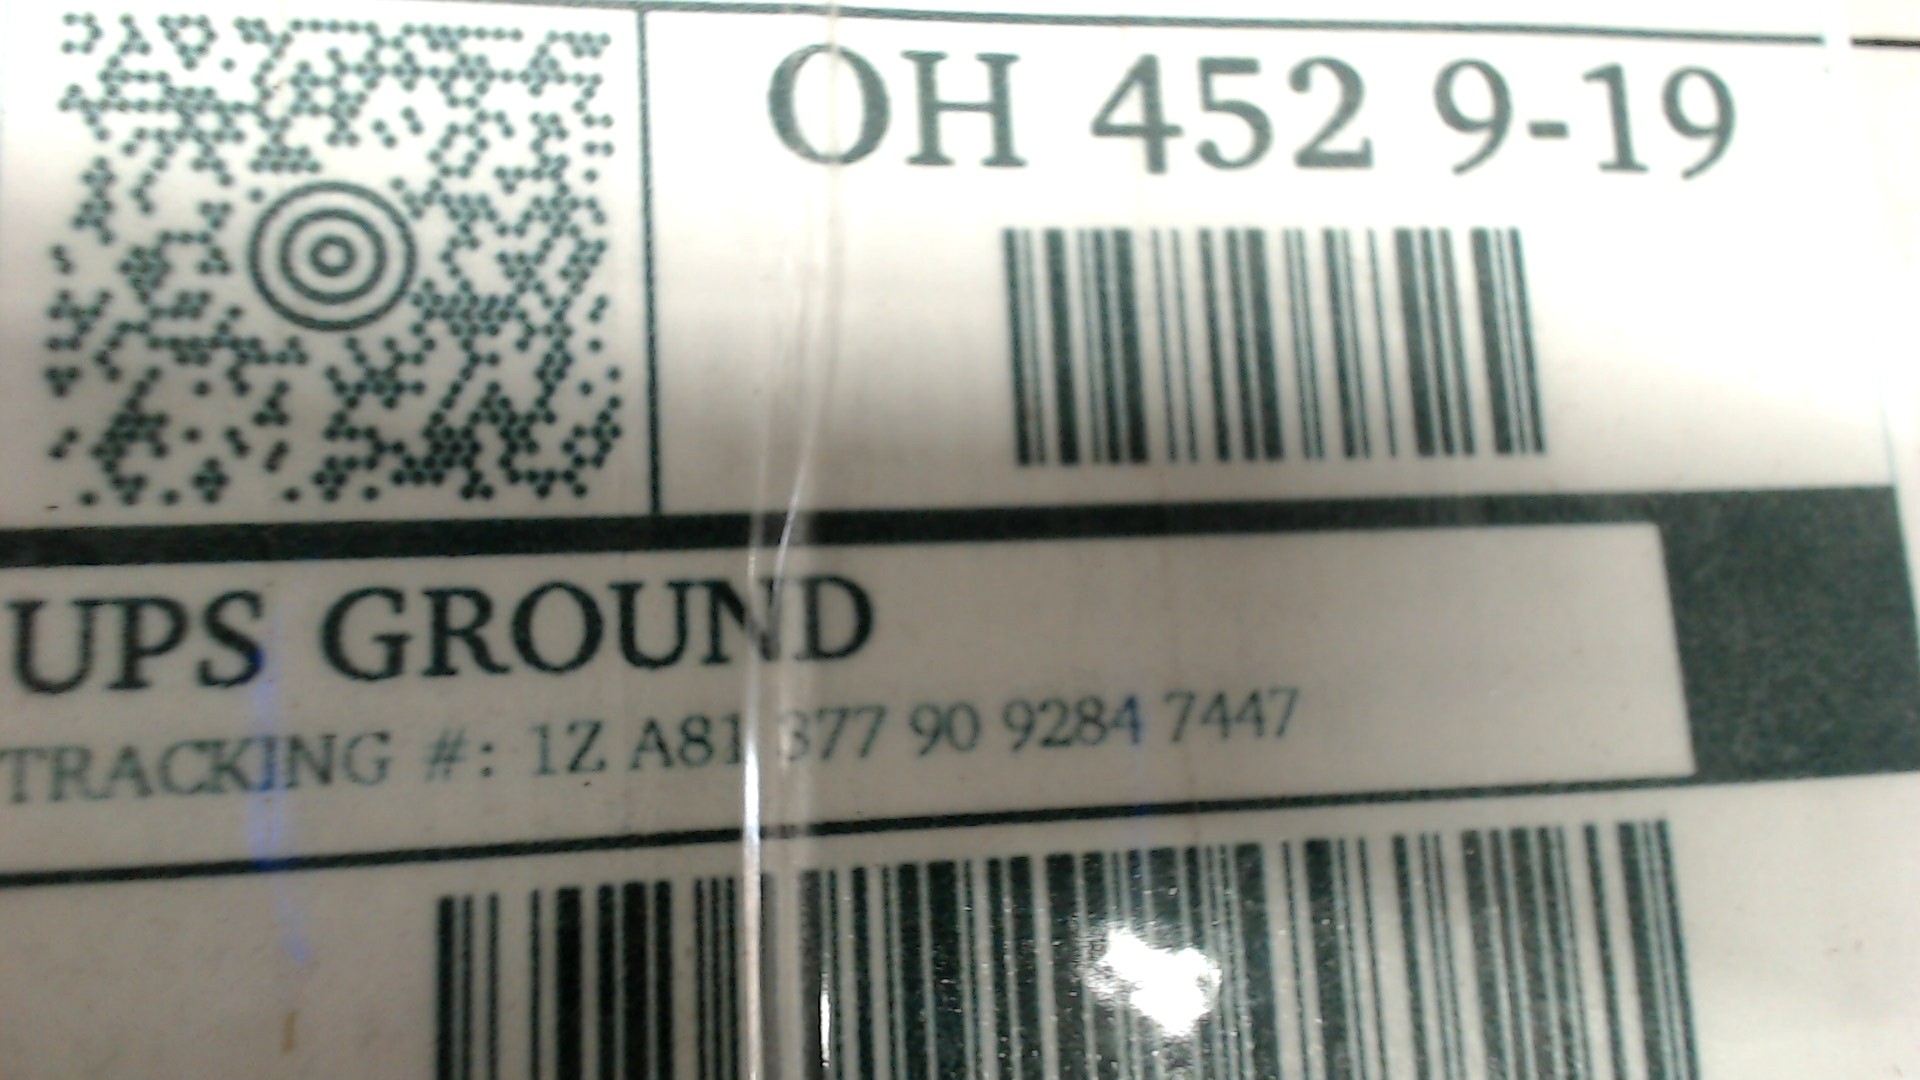 OH 452 9-19
UPS GROUND
TRACKING #: 1Z A81 377 90 9284 7447